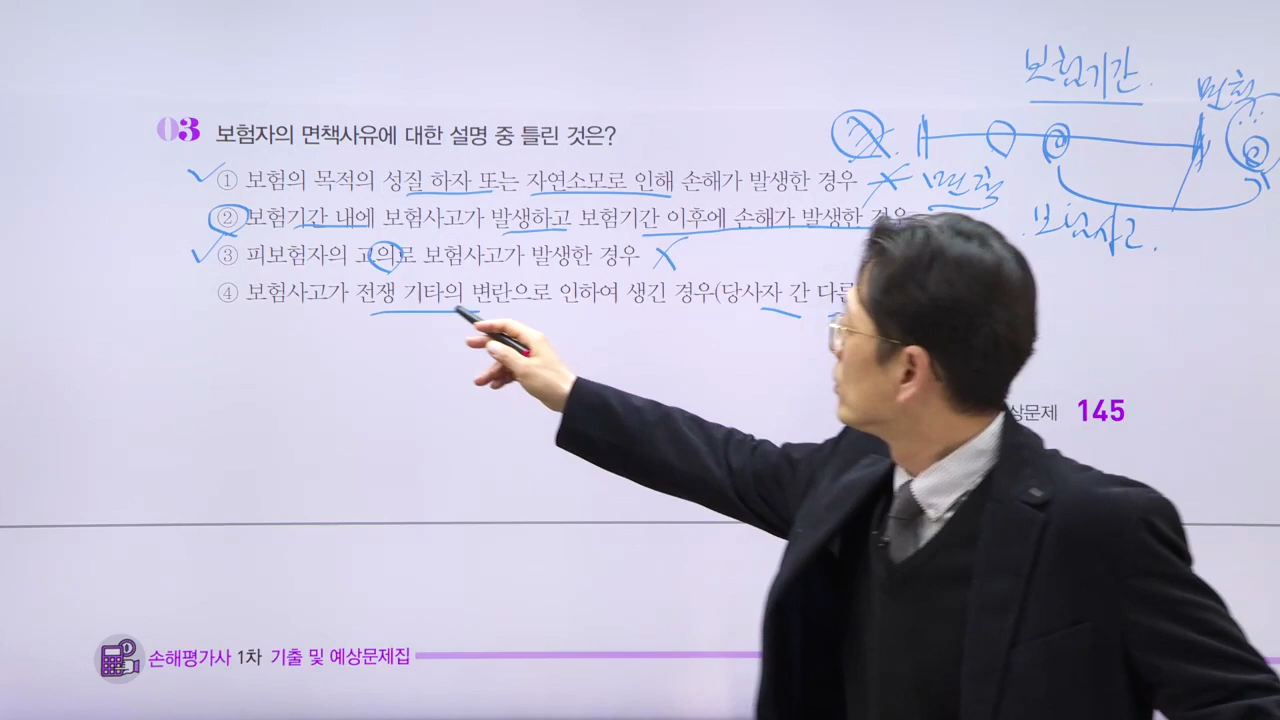 보험기간.
면책
03 보험자의 면책사유에 대한 설명 중 틀린 것은?
① 보험의 목적의 성질 하자 또는 자연소모로 인해 손해가 발생한 경우
면책
② 보험기간 내에 보험사고가 발생하고 보험기간 이후에 손해가 발생한 경우
보험사고.
③ 피보험자의 고의로 보험사고가 발생한 경우
④ 보험사고가 전쟁 기타의 변란으로 인하여 생긴 경우(당사자 간 다른
상문제 145
손해평가사 1차 기출 및 예상문제집